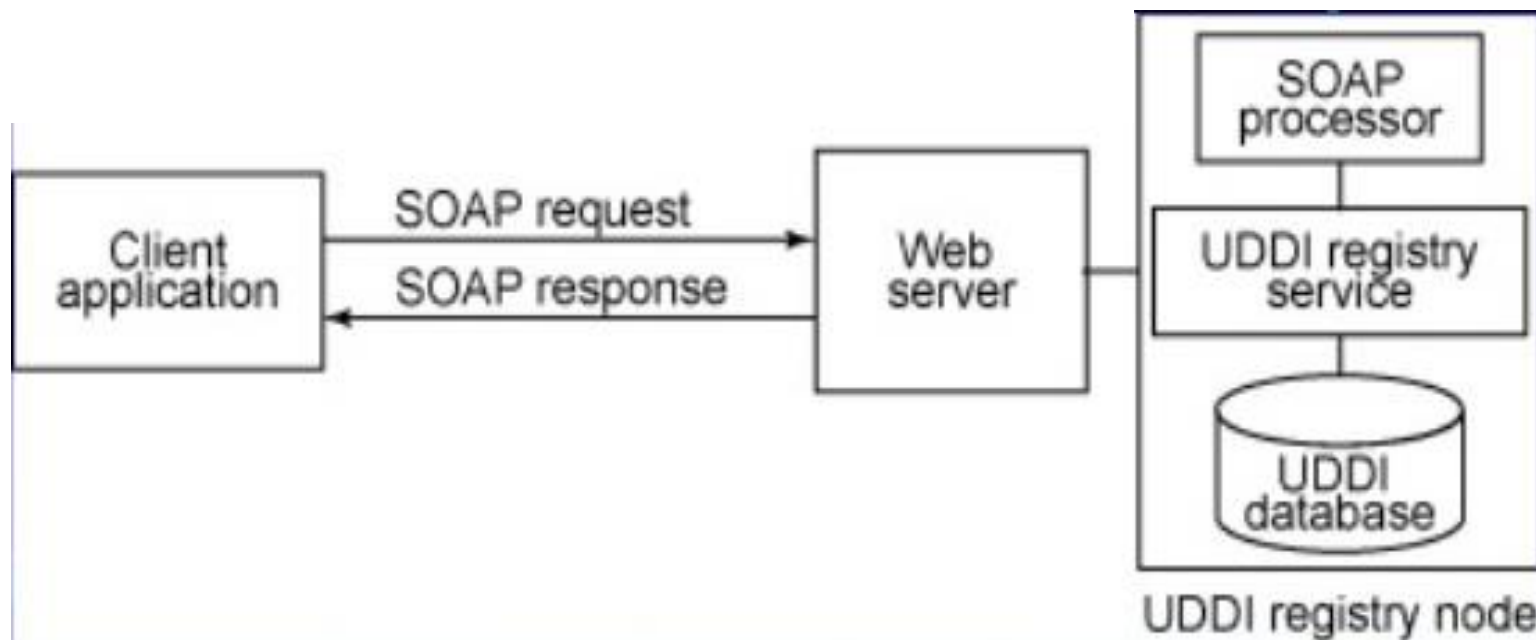 Client
application
SOAP request
SOAP response
Web
server
SOAP
processor
UDDI registry
service
UDDI
database
UDDI registry node